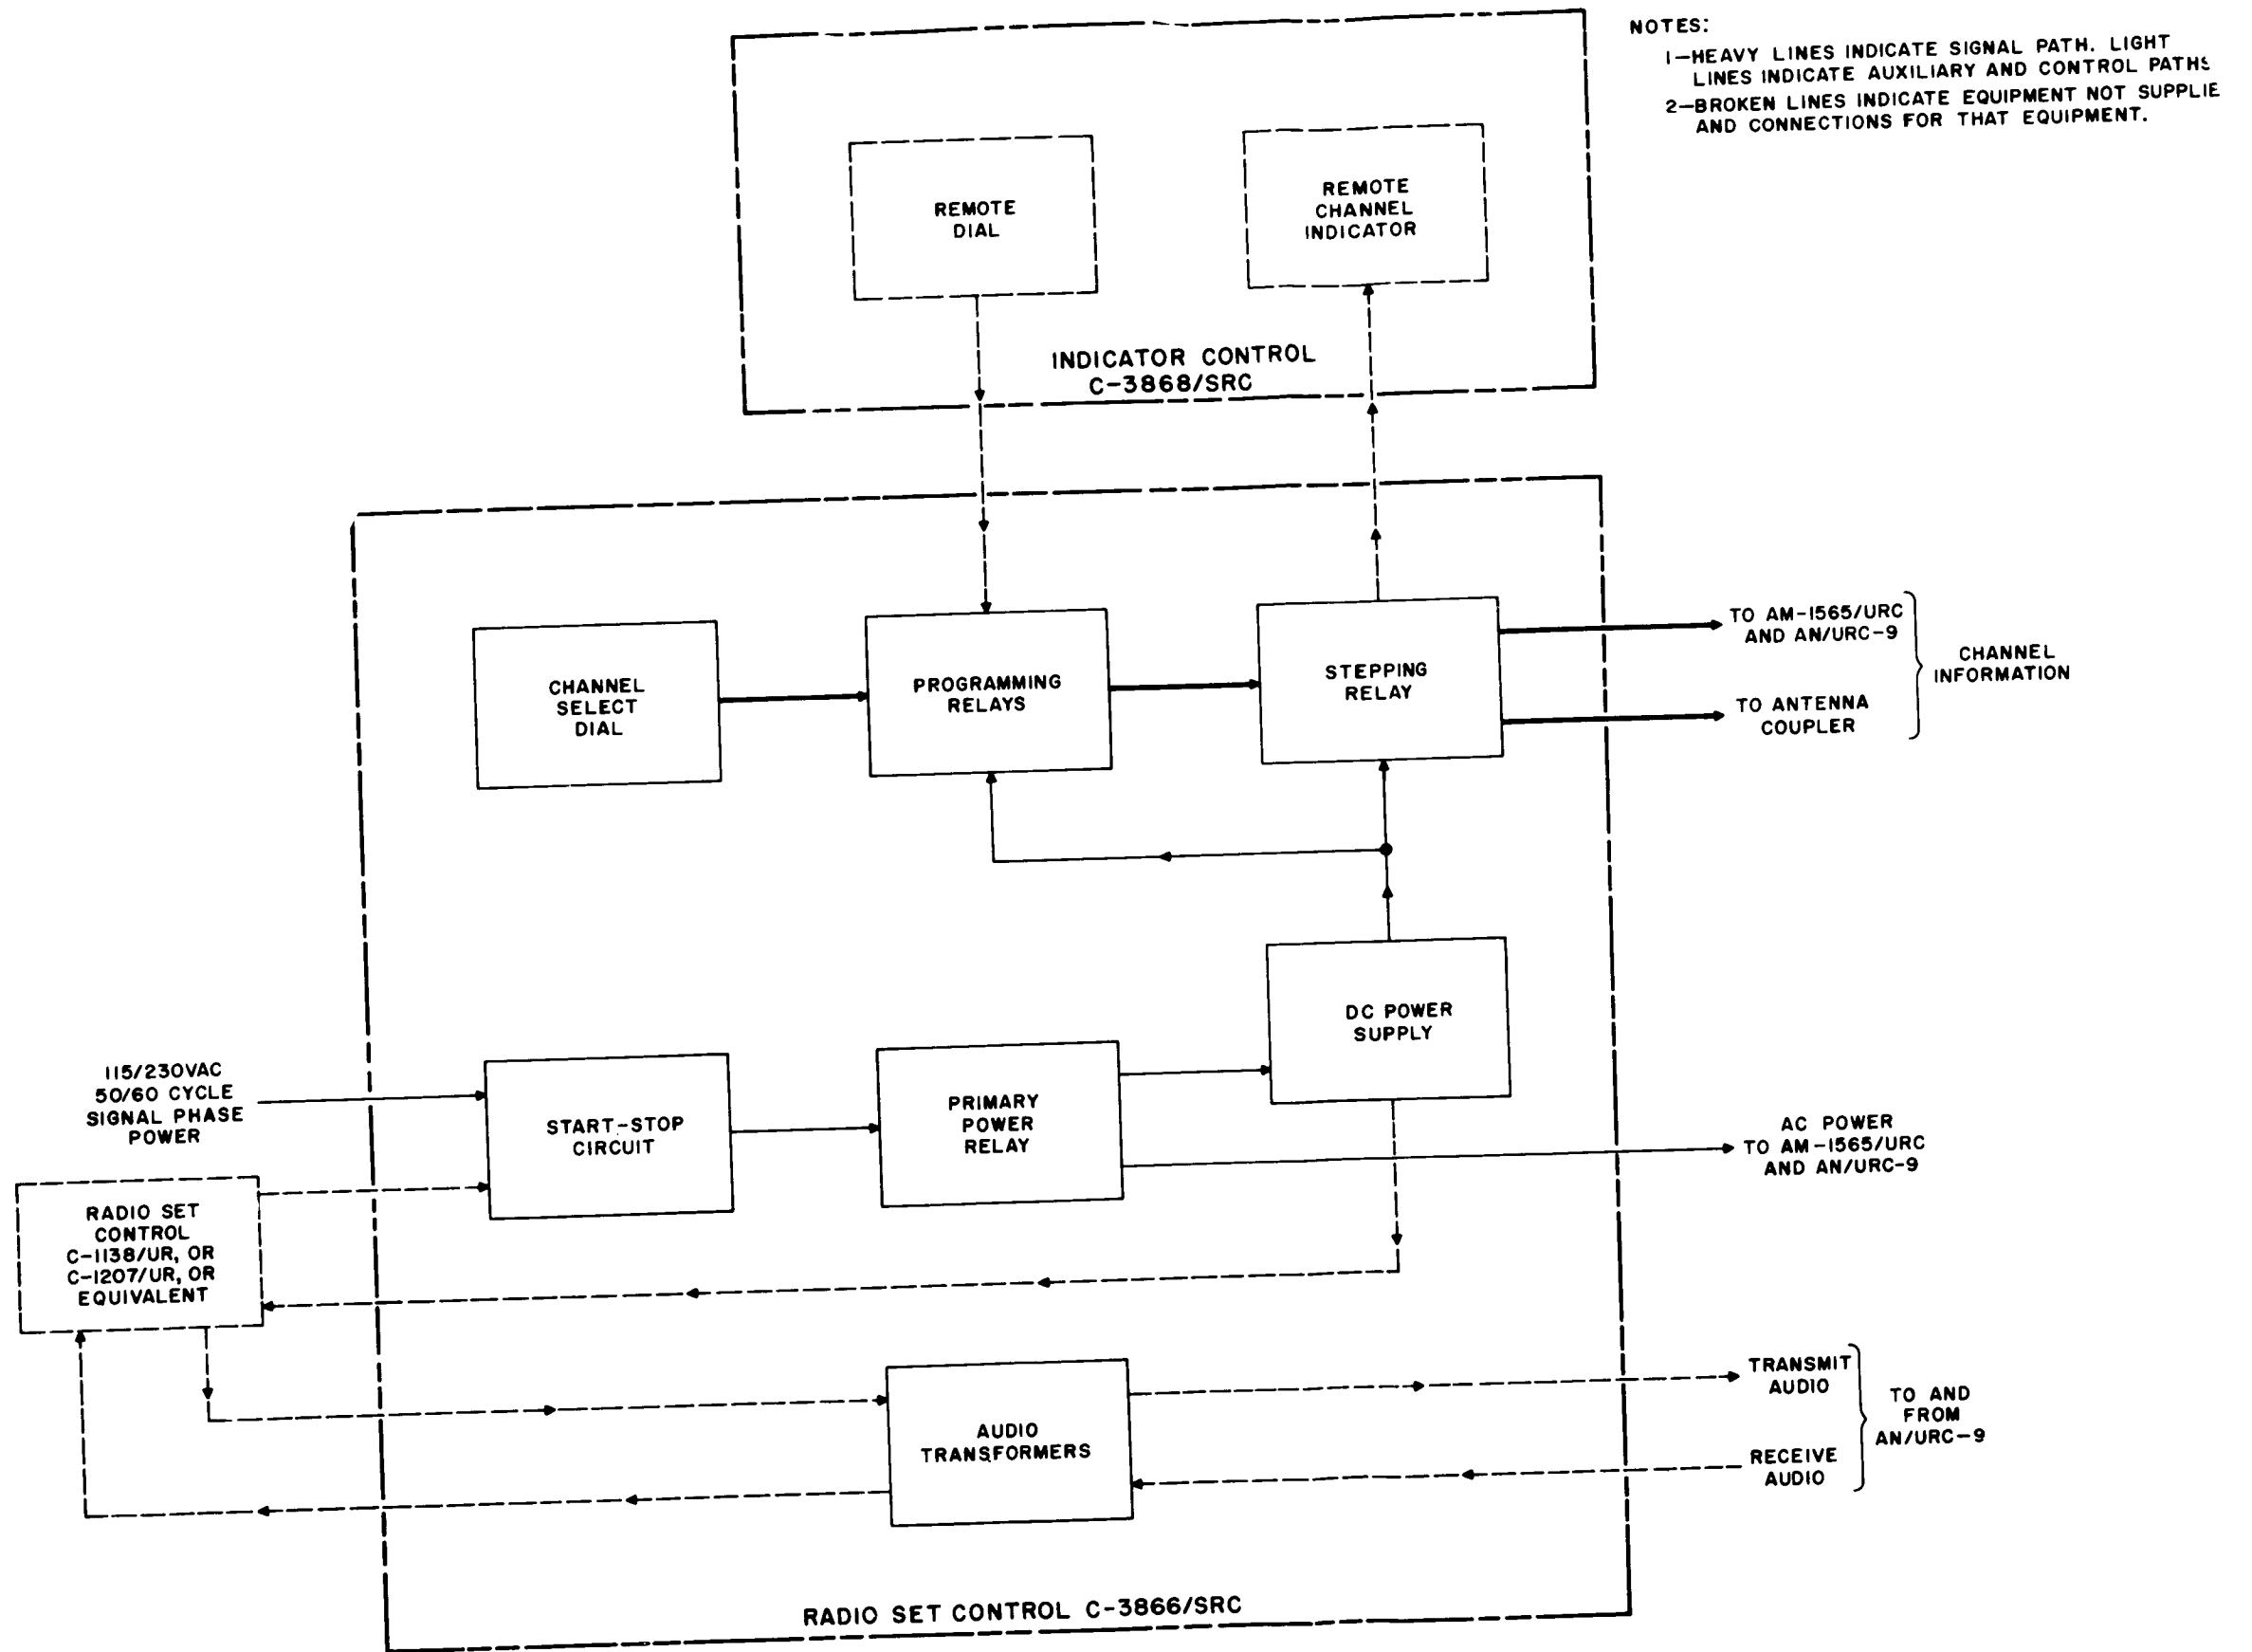 NOTES:
1—HEAVY LINES INDICATE SIGNAL PATH. LIGHT
LINES INDICATE AUXILIARY AND CONTROL PATHS
2—BROKEN LINES INDICATE EQUIPMENT NOT SUPPLIE
AND CONNECTIONS FOR THAT EQUIPMENT.
REMOTE
DIAL
REMOTE
CHANNEL
INDICATOR
INDICATOR CONTROL
C-3868/SRC
CHANNEL
SELECT
DIAL
PROGRAMMING
RELAYS
STEPPING
RELAY
TO AM-1565/URC
AND AN/URC-9
TO ANTENNA
COUPLER
CHANNEL
INFORMATION
DC POWER
SUPPLY
115/230VAC
50/60 CYCLE
SIGNAL PHASE
POWER
START-STOP
CIRCUIT
PRIMARY
POWER
RELAY
AC POWER
TO AM-1565/URC
AND AN/URC-9
RADIO SET
CONTROL
C-1138/UR, OR
C-1207/UR, OR
EQUIVALENT
AUDIO
TRANSFORMERS
TRANSMIT
AUDIO
RECEIVE
AUDIO
TO AND
FROM
AN/URC-9
RADIO SET CONTROL C-3866/SRC